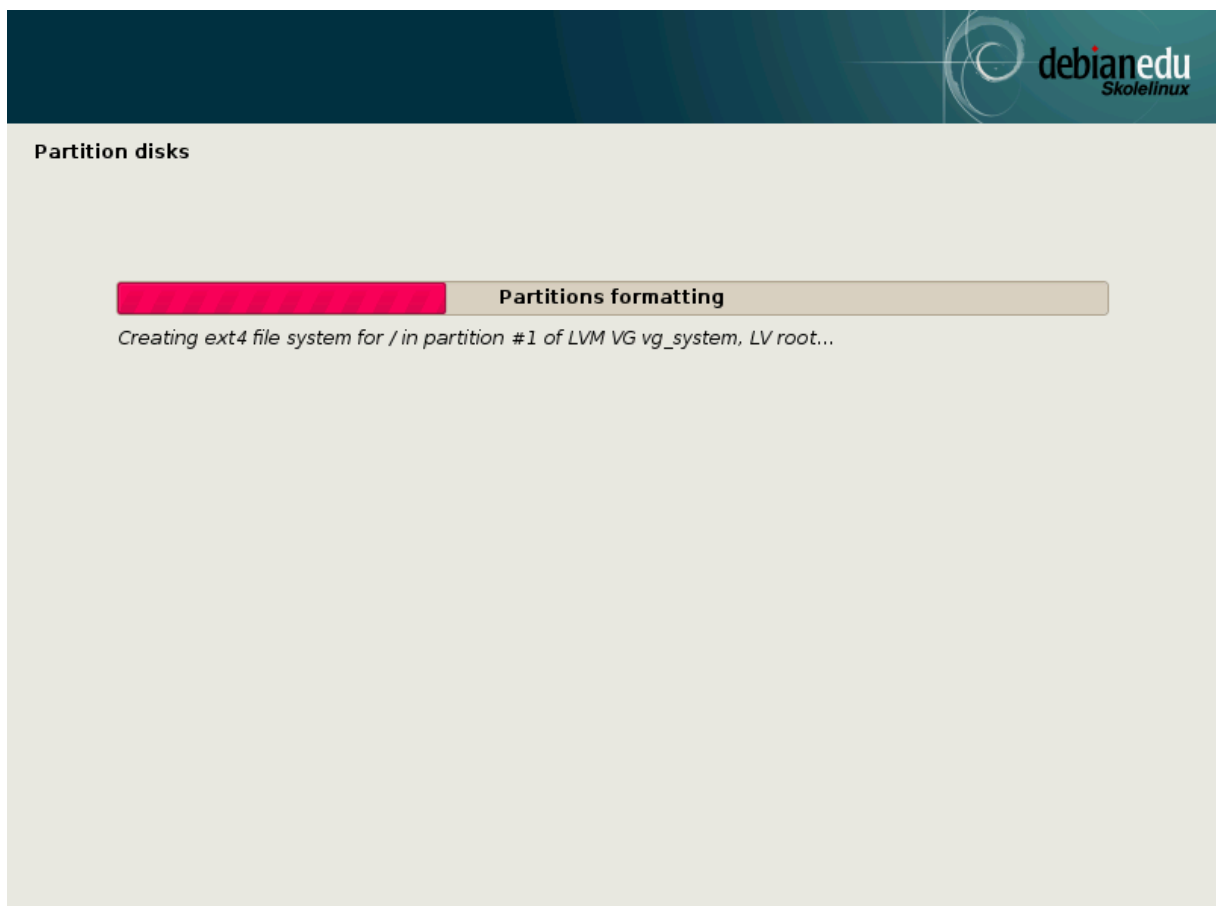 debianedu
Skolelinux
Partition disks
Partitions formatting
Creating ext4 file system for / in partition #1 of LVM VG vg_system, LV root...